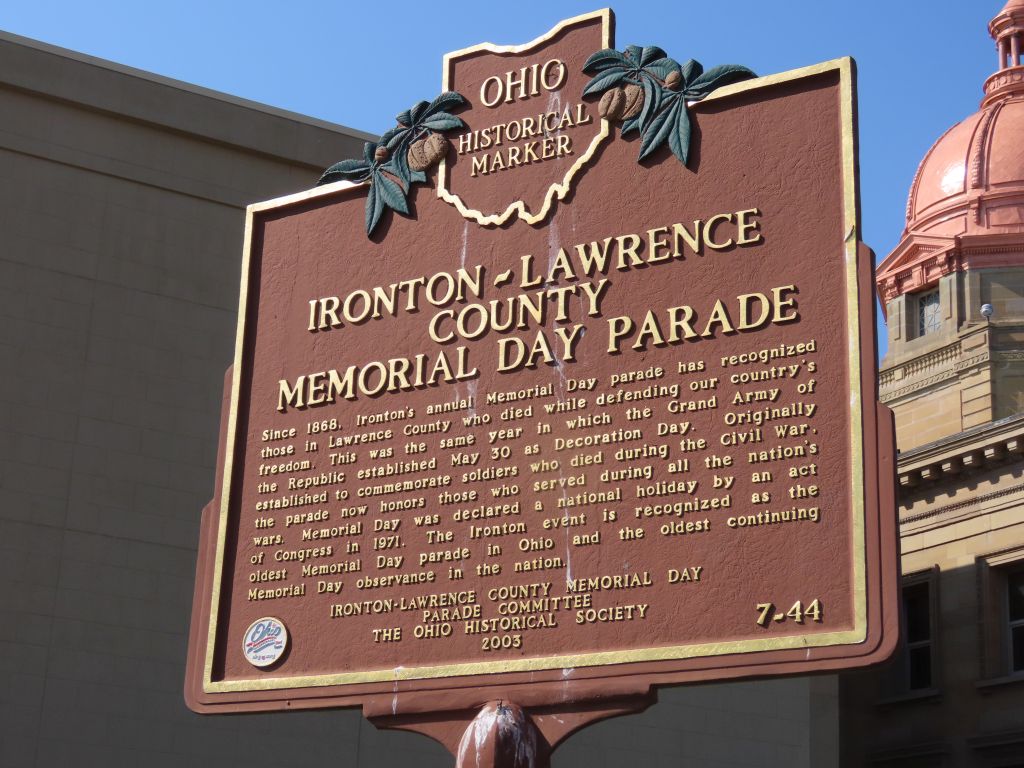 OHIO
HISTORICAL
MARKER
IRONTON-LAWRENCE
COUNTY
MEMORIAL DAY PARADE
Since 1868, Ironton's annual Memorial Day parade has recognized
those in Lawrence County who died while defending our country's
freedom. This was the same year in which the Grand Army of
the Republic established May 30 as Decoration Day. Originally
established to commemorate soldiers who died during the Civil War,
the parade now honors those who served during all the nation's
wars. Memorial Day was declared a national holiday by an act
of Congress in 1971. The Ironton event is recognized as the
oldest Memorial Day parade in Ohio and the oldest continuing
Memorial Day observance in the nation.
IRONTON-LAWRENCE COUNTY MEMORIAL DAY
PARADE COMMITTEE
THE OHIO HISTORICAL SOCIETY
2003
7-44
Ohio